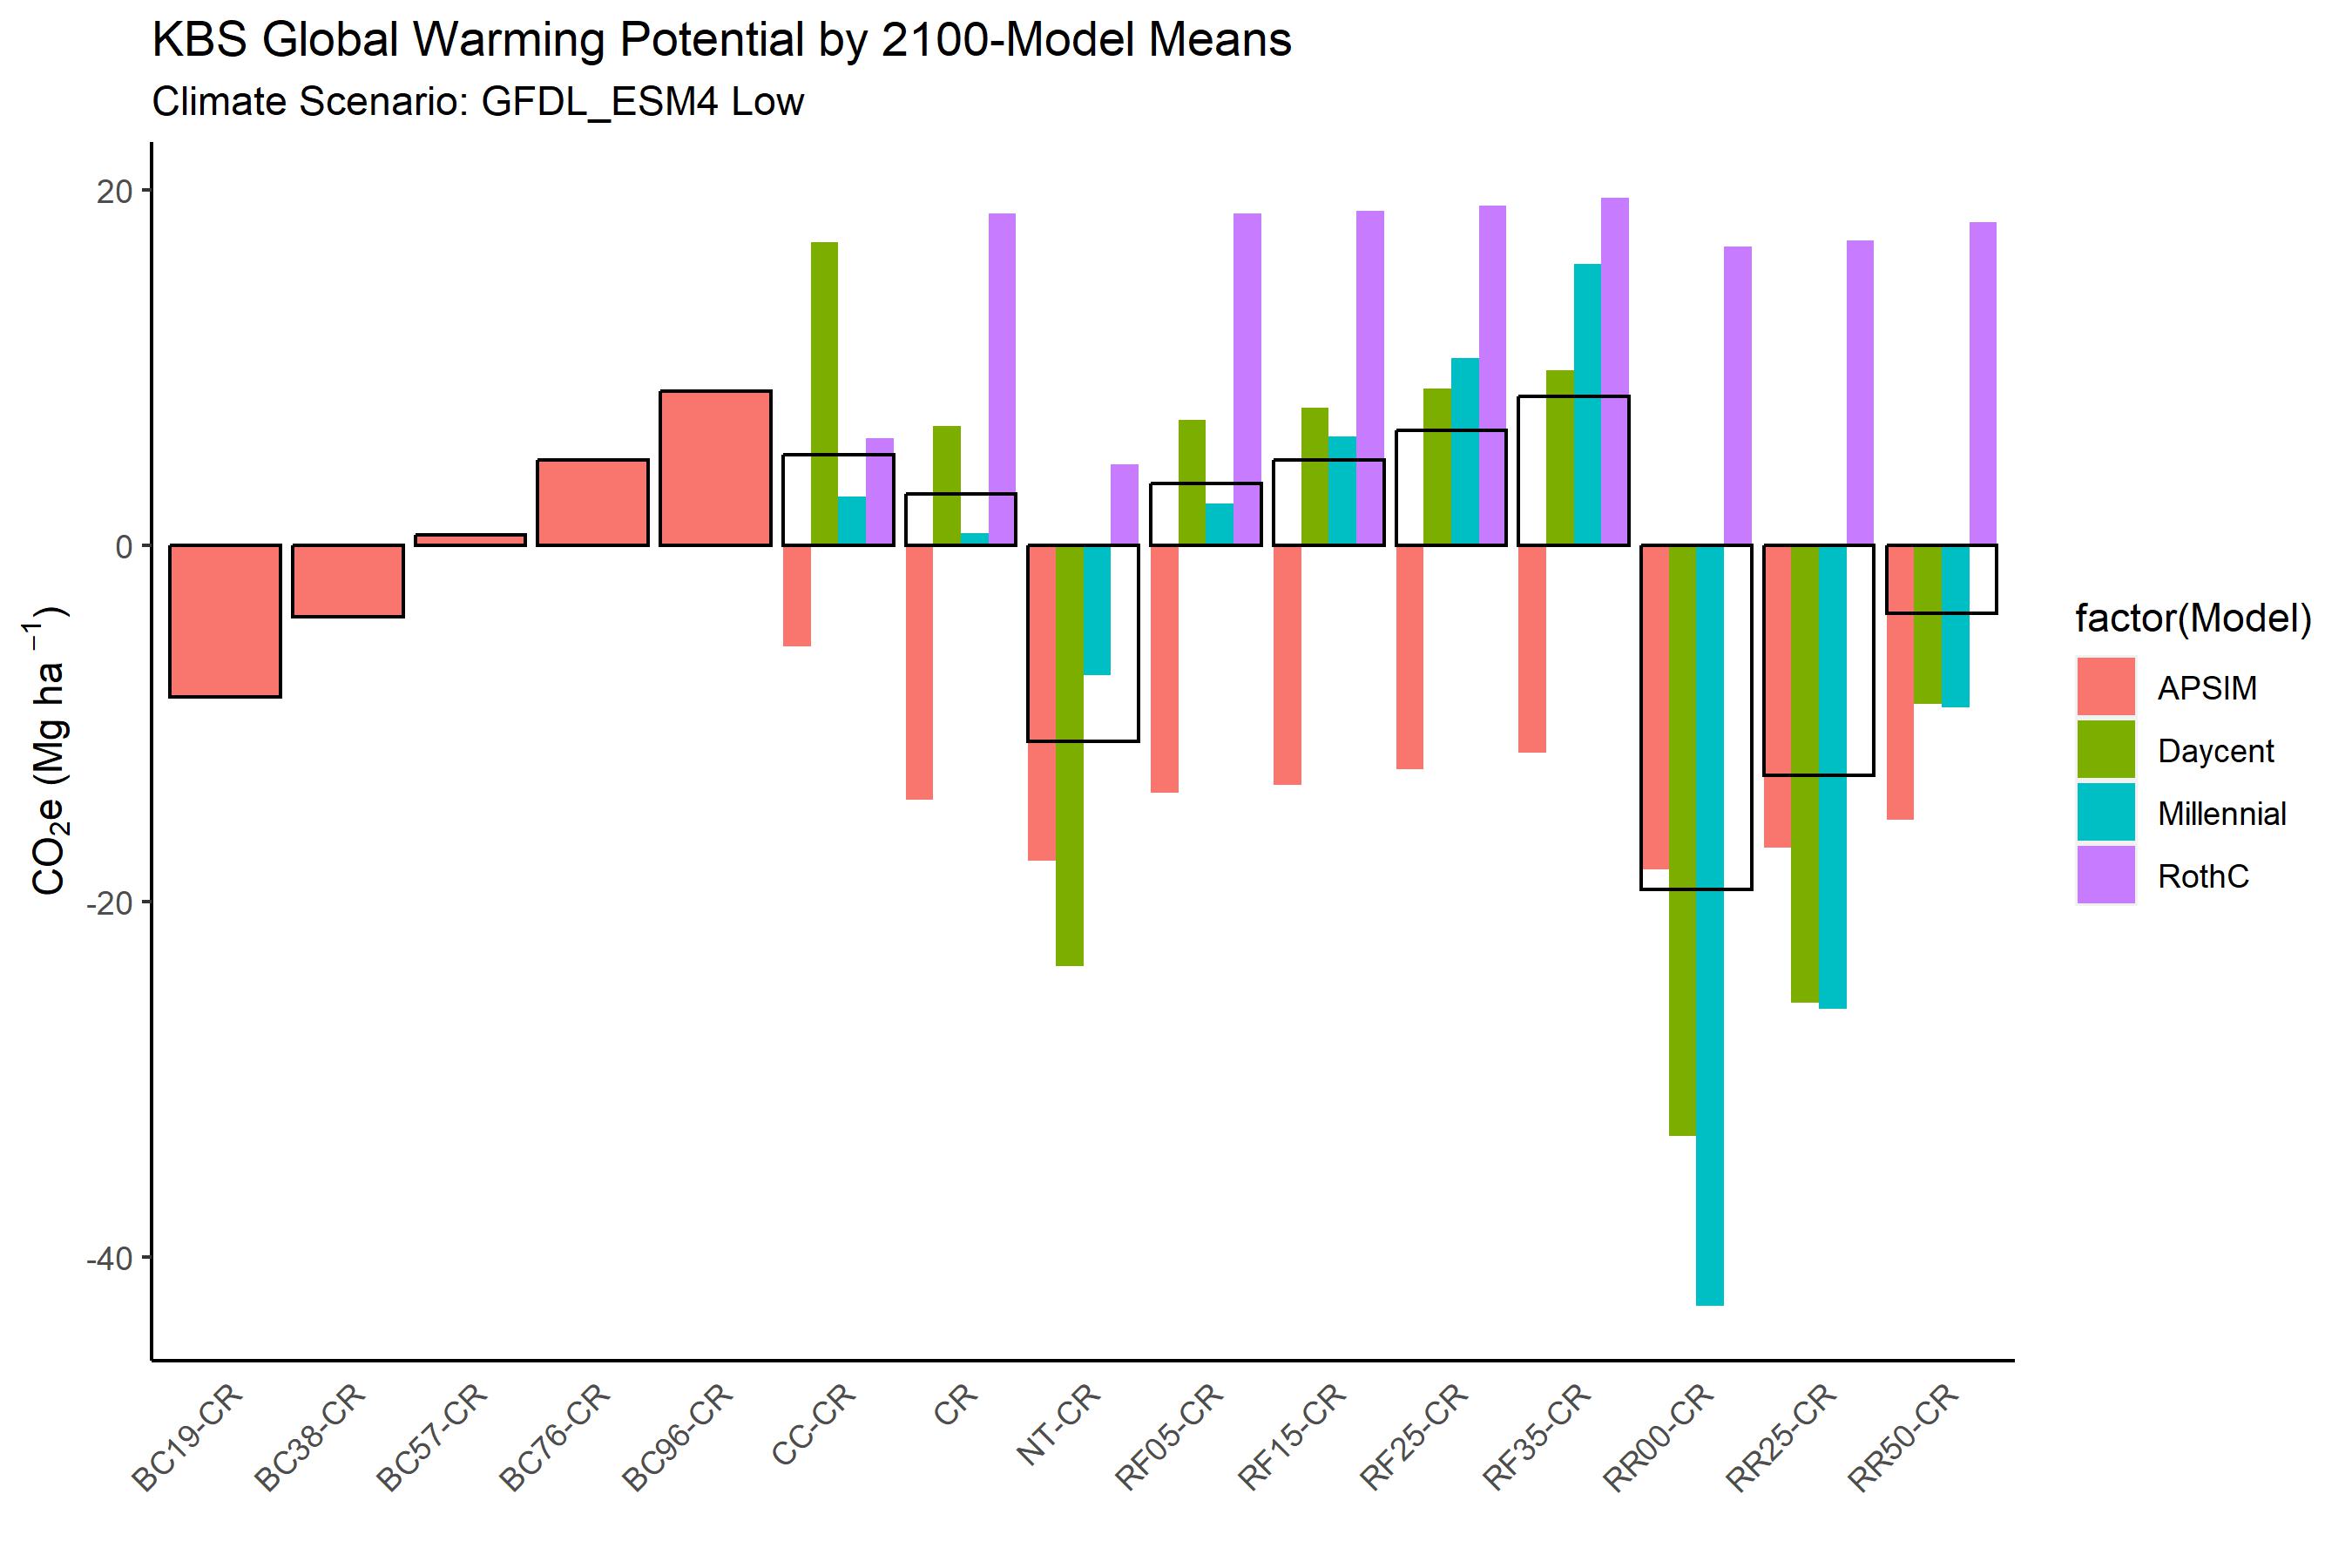 KBS Global Warming Potential by 2100-Model Means
Climate Scenario: GFDL_ESM4 Low
CO₂e (Mg ha ⁻¹)
20
0
-20
-40
BC19-CR
BC38-CR
BC57-CR
BC76-CR
BC96-CR
CC-CR
CR
NT-CR
RF05-CR
RF15-CR
RF25-CR
RF35-CR
RR00-CR
RR25-CR
RR50-CR
factor(Model)
APSIM
Daycent
Millennial
RothC